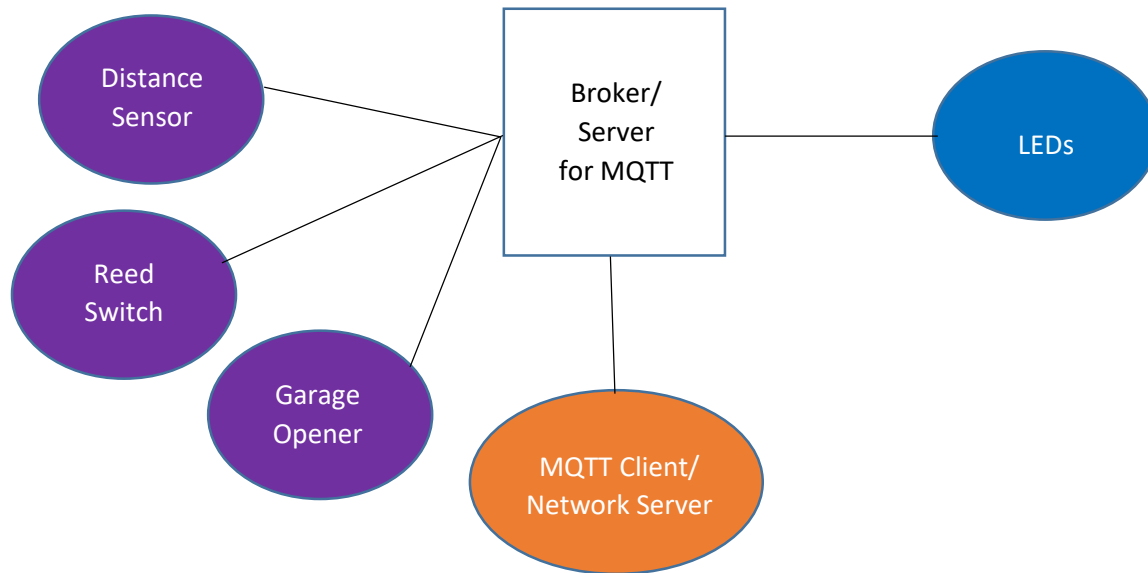 Distance
Sensor
Broker/
Server
for MQTT
LEDs
Reed
Switch
Garage
Opener
MQTT Client/
Network Server